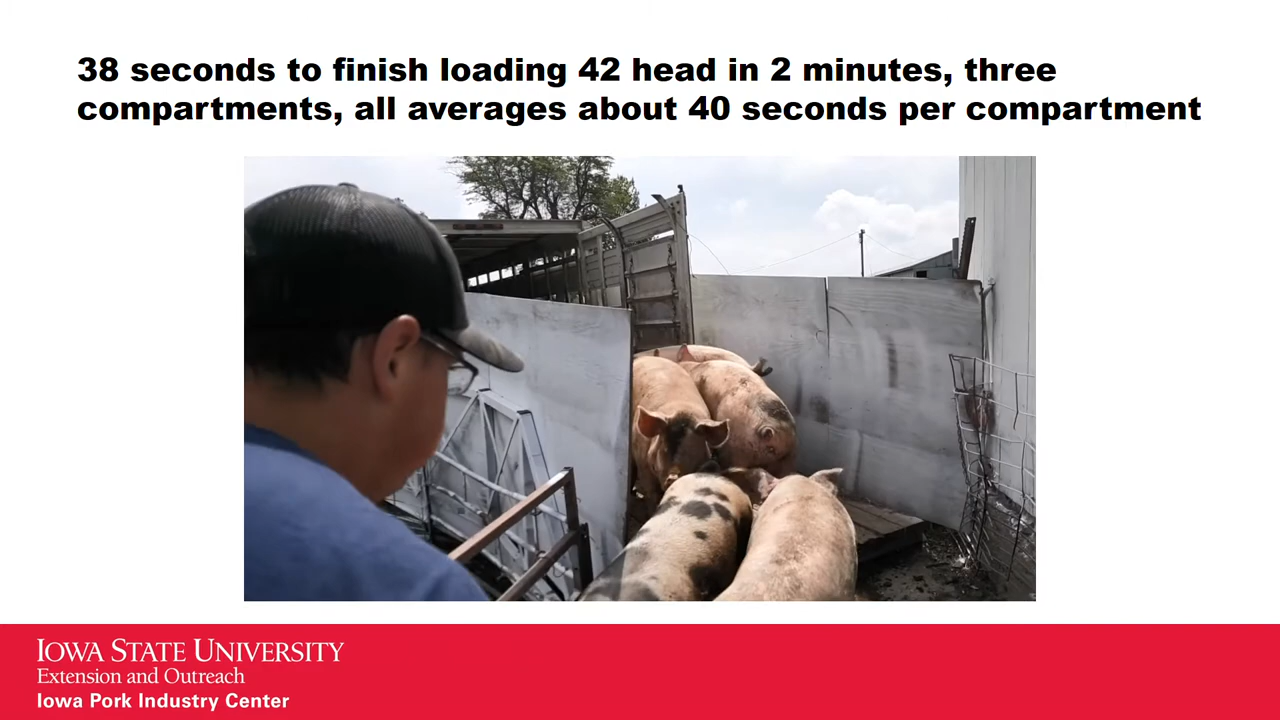 38 seconds to finish loading 42 head in 2 minutes, three
compartments, all averages about 40 seconds per compartment
IOWA STATE UNIVERSITY
Extension and Outreach
Iowa Pork Industry Center